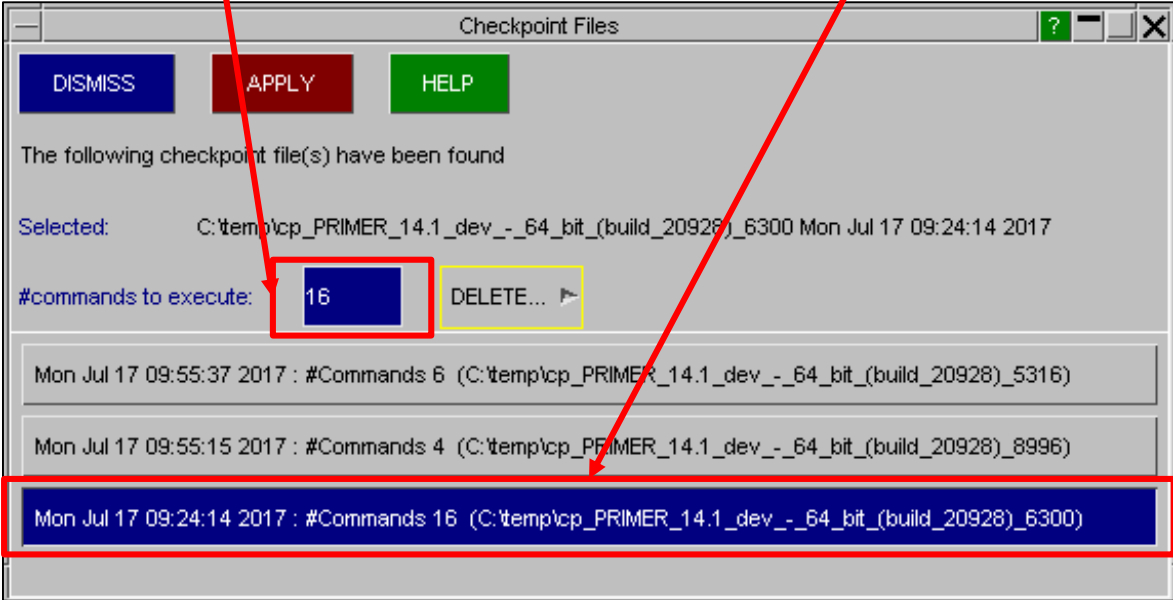 Checkpoint Files ?
DISMISS APPLY HELP
The following checkpoint file(s) have been found
Selected: C:\temp\cp_PRIMER_14.1_dev_-_64_bit_(build_20928)_6300 Mon Jul 17 09:24:14 2017
#commands to execute: 16 DELETE...
Mon Jul 17 09:55:37 2017 : #Commands 6 (C:\temp\cp_PRIMER_14.1_dev_-_64_bit_(build_20928)_5316)
Mon Jul 17 09:55:15 2017 : #Commands 4 (C:\temp\cp_PRIMER_14.1_dev_-_64_bit_(build_20928)_8996)
Mon Jul 17 09:24:14 2017 : #Commands 16 (C:\temp\cp_PRIMER_14.1_dev_-_64_bit_(build_20928)_6300)